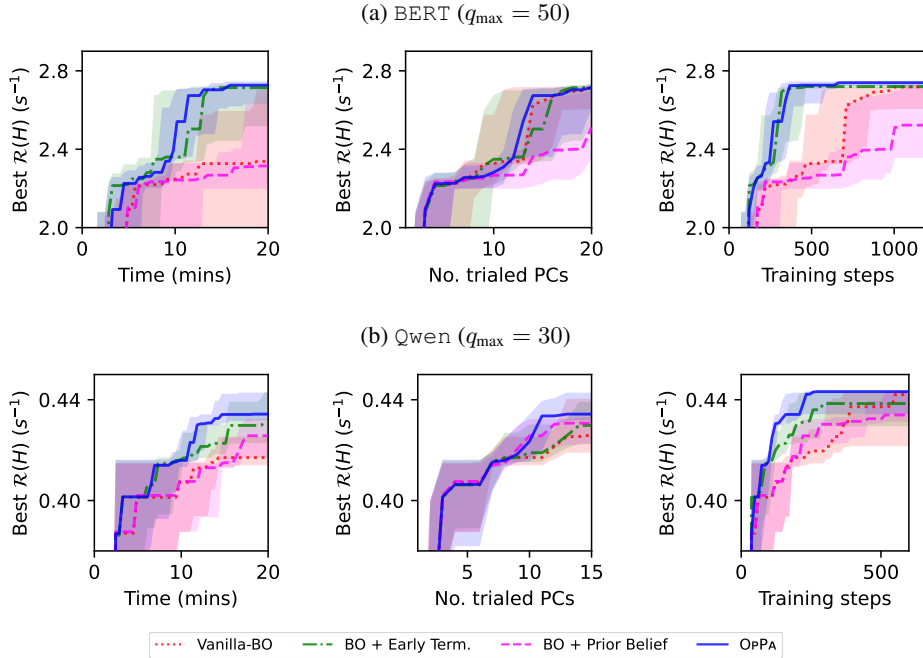 (a) BERT (q_max = 50)
Best R(H) (s⁻¹)
2.8
2.4
2.0
0 10 20
Time (mins)
Best R(H) (s⁻¹)
2.8
2.4
2.0
10 20
No. trialed PCs
Best R(H) (s⁻¹)
2.8
2.4
2.0
0 500 1000
Training steps
(b) Qwen (q_max = 30)
Best R(H) (s⁻¹)
0.44
0.40
0 10 20
Time (mins)
Best R(H) (s⁻¹)
0.44
0.40
5 10 15
No. trialed PCs
Best R(H) (s⁻¹)
0.44
0.40
0 500
Training steps
Vanilla-BO BO + Early Term. BO + Prior Belief OPPA